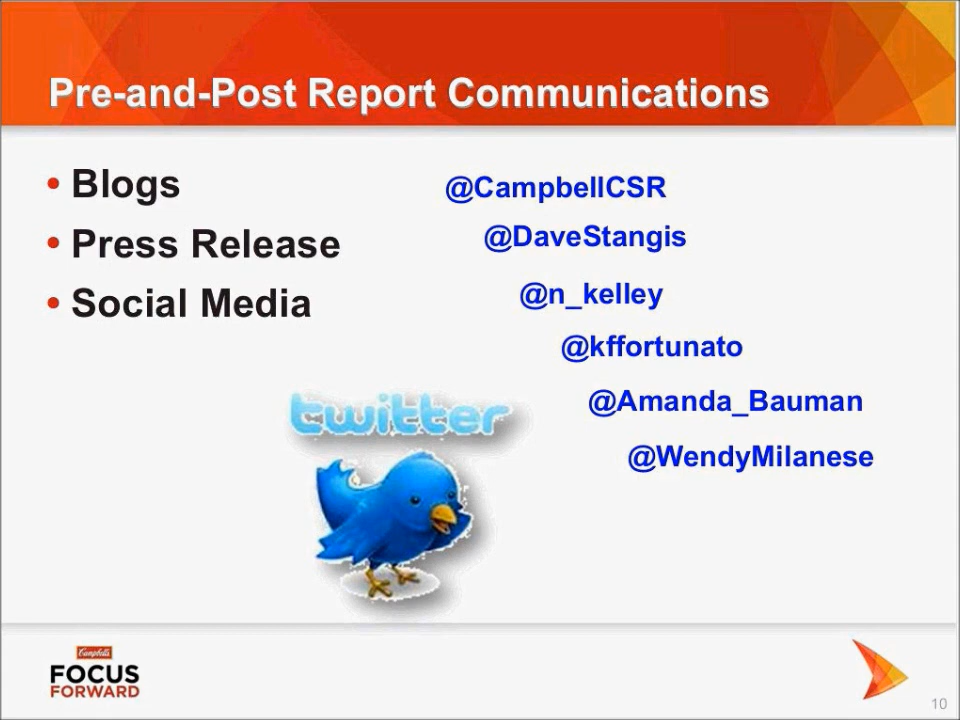 Pre-and-Post Report Communications
• Blogs
• Press Release
• Social Media
@CampbellCSR
@DaveStangis
@n_kelley
@kffortunato
@Amanda_Bauman
@WendyMilanese
twitter
Campbell's
FOCUS
FORWARD
10